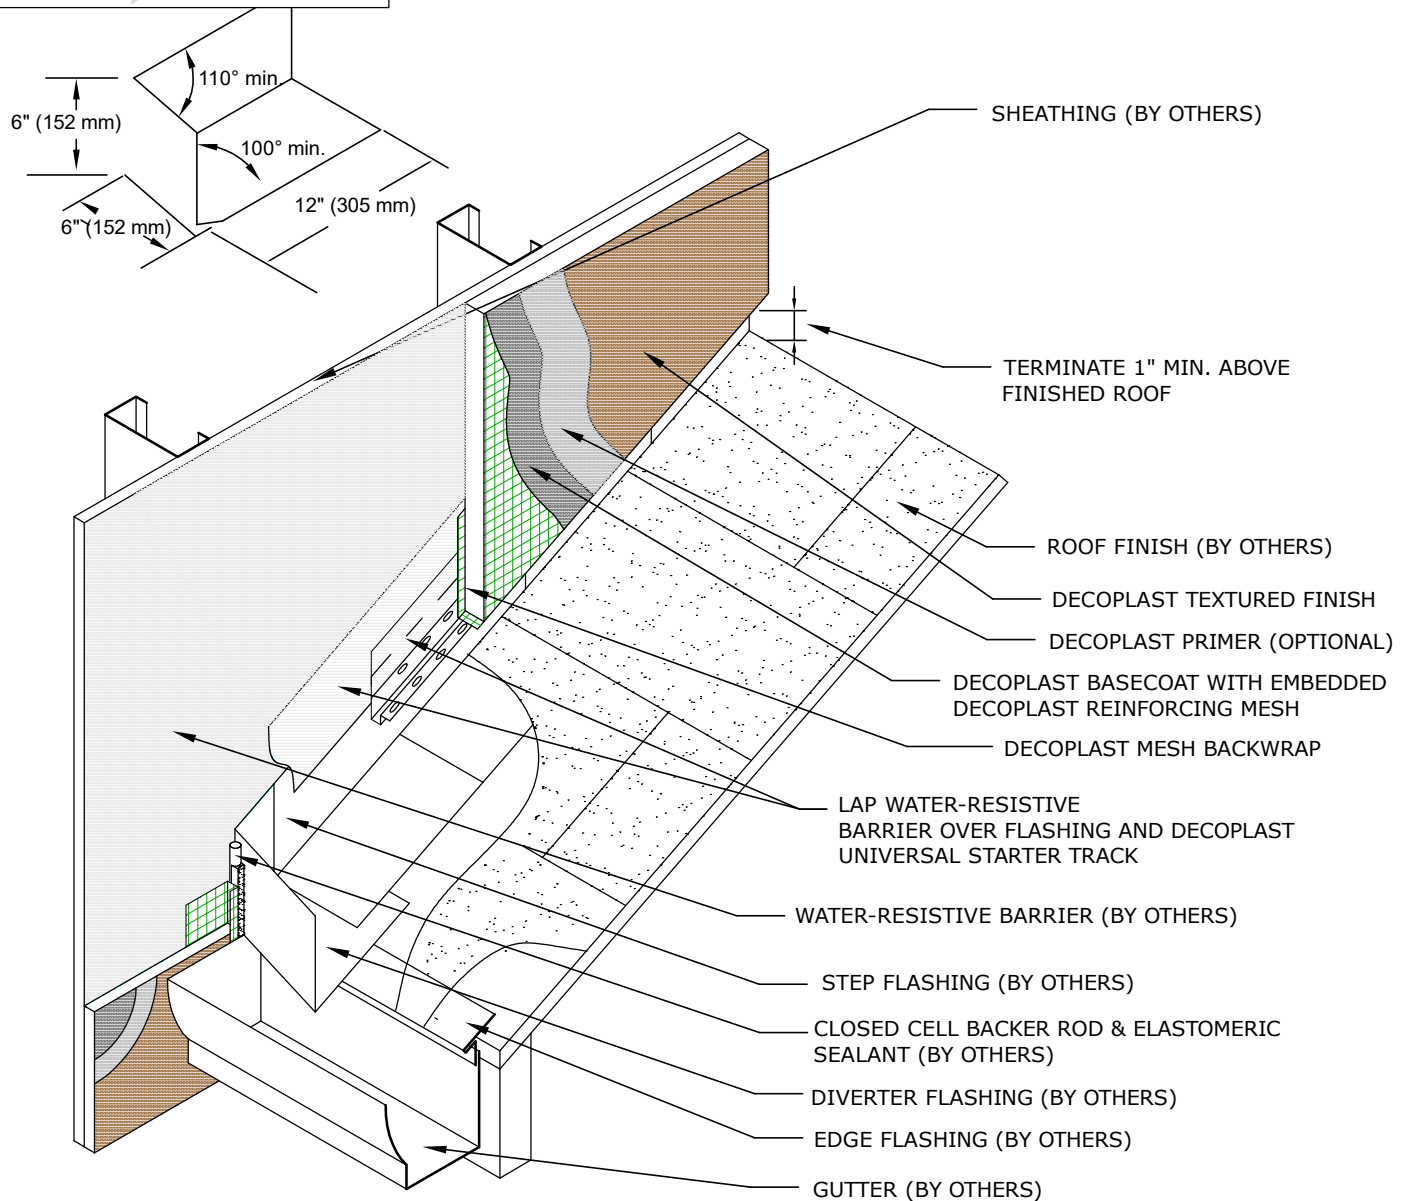 110° min.
6" (152 mm)
100° min.
12" (305 mm)
6" (152 mm)
SHEATHING (BY OTHERS)
TERMINATE 1" MIN. ABOVE
FINISHED ROOF
ROOF FINISH (BY OTHERS)
DECOPLAST TEXTURED FINISH
DECOPLAST PRIMER (OPTIONAL)
DECOPLAST BASECOAT WITH EMBEDDED
DECOPLAST REINFORCING MESH
DECOPLAST MESH BACKWRAP
LAP WATER-RESISTIVE
BARRIER OVER FLASHING AND DECOPLAST
UNIVERSAL STARTER TRACK
WATER-RESISTIVE BARRIER (BY OTHERS)
STEP FLASHING (BY OTHERS)
CLOSED CELL BACKER ROD & ELASTOMERIC
SEALANT (BY OTHERS)
DIVERTER FLASHING (BY OTHERS)
EDGE FLASHING (BY OTHERS)
GUTTER (BY OTHERS)